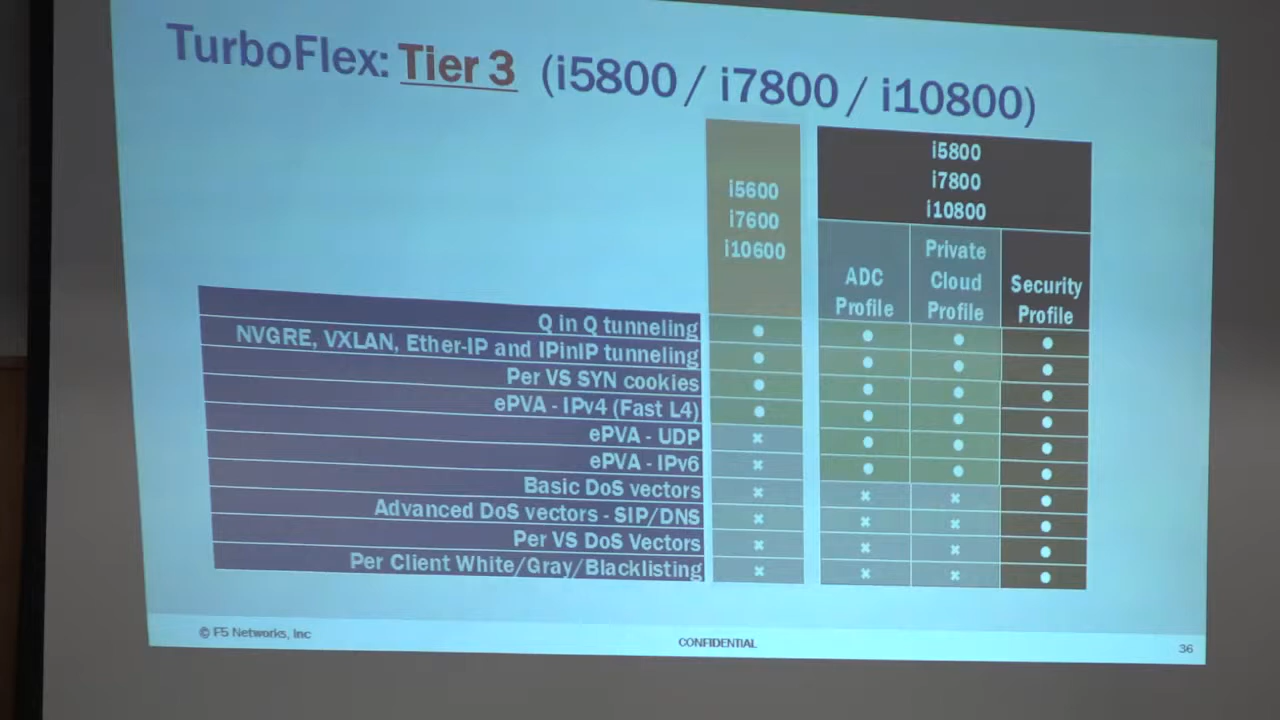 TurboFlex: Tier 3 (i5800 / i7800 / i10800)
i5600
i7600
i10600
i5800
i7800
i10800
ADC
Profile
Private
Cloud
Profile
Security
Profile
Q in Q tunneling ● ● ● ●
NVGRE, VXLAN, Ether-IP and IPinIP tunneling ● ● ● ●
Per VS SYN cookies ● ● ● ●
ePVA - IPv4 (Fast L4) ● ● ● ●
ePVA - UDP × ● ● ●
ePVA - IPv6 × ● ● ●
Basic DoS vectors × × × ●
Advanced DoS vectors - SIP/DNS × × × ●
Per VS DoS Vectors × × × ●
Per Client White/Gray/Blacklisting × × × ●
© F5 Networks, Inc
CONFIDENTIAL
36